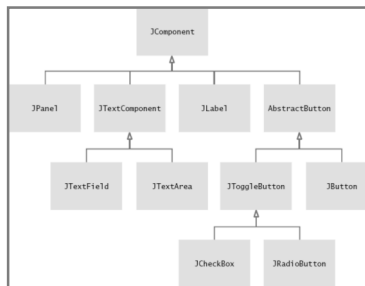 JComponent
JPanel
JTextComponent
JLabel
AbstractButton
JTextField
JTextArea
JToggleButton
JButton
JCheckBox
JRadioButton